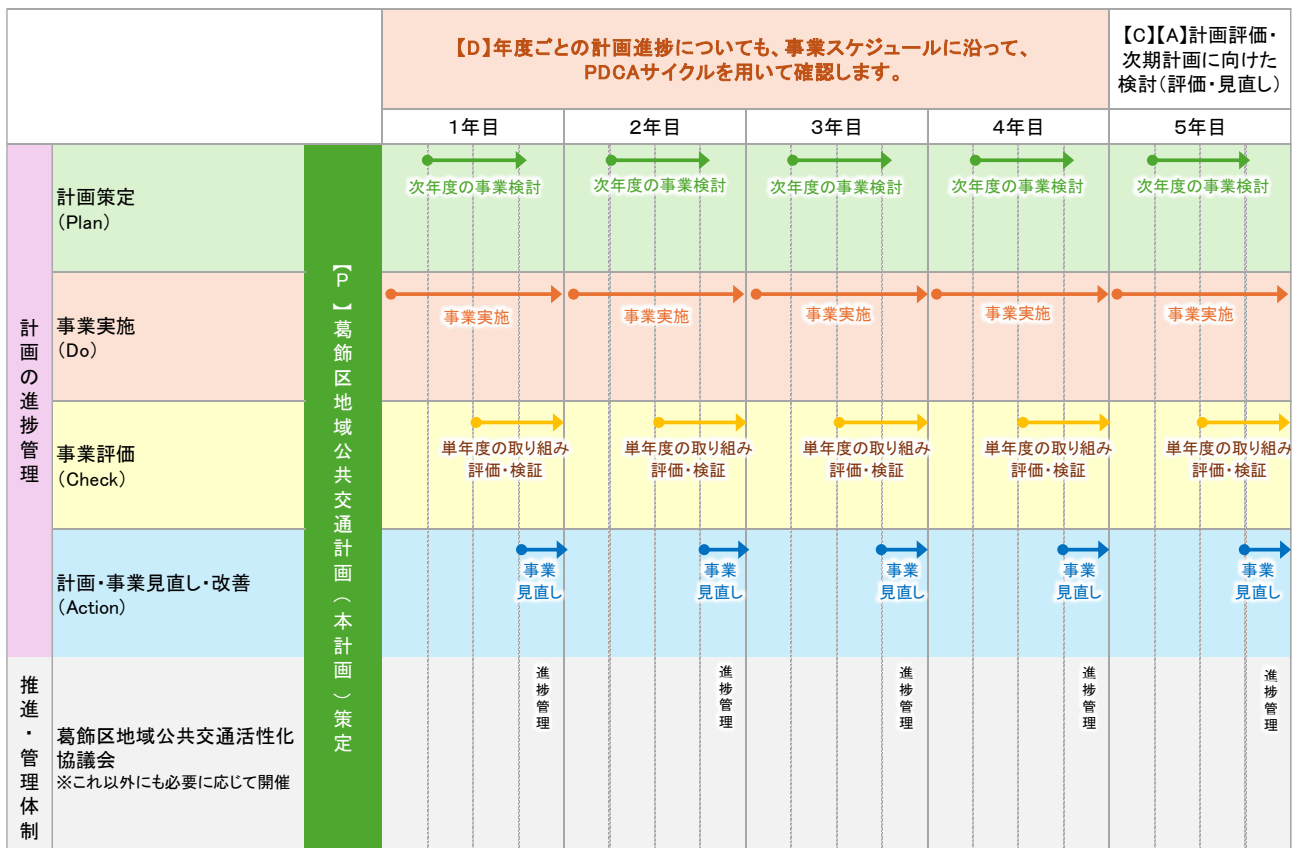 【D】年度ごとの計画進捗についても、事業スケジュールに沿って、
PDCAサイクルを用いて確認します。
【C】【A】計画評価・
次期計画に向けた
検討(評価・見直し)
1年目
2年目
3年目
4年目
5年目
計画の進捗管理
計画策定
(Plan)
【P】葛飾区地域公共交通計画(本計画)策定
次年度の事業検討
次年度の事業検討
次年度の事業検討
次年度の事業検討
次年度の事業検討
事業実施
(Do)
事業実施
事業実施
事業実施
事業実施
事業実施
事業評価
(Check)
単年度の取り組み
評価・検証
単年度の取り組み
評価・検証
単年度の取り組み
評価・検証
単年度の取り組み
評価・検証
単年度の取り組み
評価・検証
計画・事業見直し・改善
(Action)
事業
見直し
事業
見直し
事業
見直し
事業
見直し
事業
見直し
推進・管理体制
葛飾区地域公共交通活性化
協議会
※これ以外にも必要に応じて開催
進捗管理
進捗管理
進捗管理
進捗管理
進捗管理